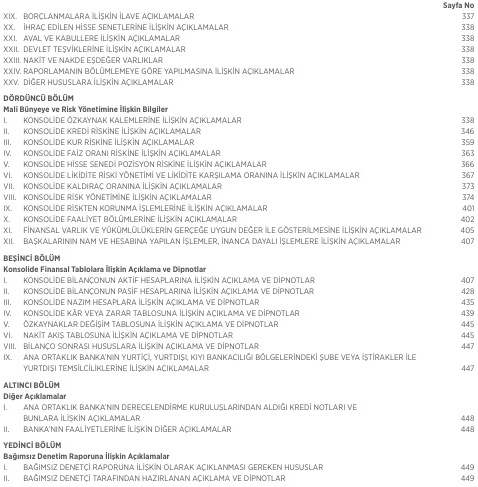 Sayfa No
XIX. BORÇLANMALARA İLİŞKİN İLAVE AÇIKLAMALAR 337
XX. İHRAÇ EDİLEN HİSSE SENETLERİNE İLİŞKİN AÇIKLAMALAR 338
XXI. AVAL VE KABULLERE İLİŞKİN AÇIKLAMALAR 338
XXII. DEVLET TEŞVİKLERİNE İLİŞKİN AÇIKLAMALAR 338
XXIII. NAKİT VE NAKDE EŞDEĞER VARLIKLAR 338
XXIV. RAPORLAMANIN BÖLÜMLEMEYE GÖRE YAPILMASINA İLİŞKİN AÇIKLAMALAR 338
XXV. DİĞER HUSUSLARA İLİŞKİN AÇIKLAMALAR 338
DÖRDÜNCÜ BÖLÜM
Mali Bünyeye ve Risk Yönetimine İlişkin Bilgiler
I. KONSOLİDE ÖZKAYNAK KALEMLERİNE İLİŞKİN AÇIKLAMALAR 338
II. KONSOLİDE KREDİ RİSKİNE İLİŞKİN AÇIKLAMALAR 346
III. KONSOLİDE KUR RİSKİNE İLİŞKİN AÇIKLAMALAR 359
IV. KONSOLİDE FAİZ ORANI RİSKİNE İLİŞKİN AÇIKLAMALAR 363
V. KONSOLİDE HİSSE SENEDİ POZİSYON RİSKİNE İLİŞKİN AÇIKLAMALAR 366
VI. KONSOLİDE LİKİDİTE RİSKİ YÖNETİMİ VE LİKİDİTE KARŞILAMA ORANINA İLİŞKİN AÇIKLAMALAR 367
VII. KONSOLİDE KALDIRAÇ ORANINA İLİŞKİN AÇIKLAMALAR 373
VIII. KONSOLİDE RİSK YÖNETİMİNE İLİŞKİN AÇIKLAMALAR 374
IX. KONSOLİDE RİSKTEN KORUNMA İŞLEMLERİNE İLİŞKİN AÇIKLAMALAR 401
X. KONSOLİDE FAALİYET BÖLÜMLERİNE İLİŞKİN AÇIKLAMALAR 402
XI. FİNANSAL VARLIK VE YÜKÜMLÜLÜKLERİN GERÇEĞE UYGUN DEĞER İLE GÖSTERİLMESİNE İLİŞKİN AÇIKLAMALAR 405
XII. BAŞKALARININ NAM VE HESABINA YAPILAN İŞLEMLER, İNANCA DAYALI İŞLEMLERE İLİŞKİN AÇIKLAMALAR 407
BEŞİNCİ BÖLÜM
Konsolide Finansal Tablolara İlişkin Açıklama ve Dipnotlar
I. KONSOLİDE BİLANÇONUN AKTİF HESAPLARINA İLİŞKİN AÇIKLAMA VE DİPNOTLAR 407
II. KONSOLİDE BİLANÇONUN PASİF HESAPLARINA İLİŞKİN AÇIKLAMA VE DİPNOTLAR 428
III. KONSOLİDE NAZIM HESAPLARA İLİŞKİN AÇIKLAMA VE DİPNOTLAR 435
IV. KONSOLİDE KÂR VEYA ZARAR TABLOSUNA İLİŞKİN AÇIKLAMA VE DİPNOTLAR 439
V. ÖZKAYNAKLAR DEĞİŞİM TABLOSUNA İLİŞKİN AÇIKLAMA VE DİPNOTLAR 445
VI. NAKİT AKIŞ TABLOSUNA İLİŞKİN AÇIKLAMA VE DİPNOTLAR 445
VIII. BİLANÇO SONRASI HUSUSLARA İLİŞKİN AÇIKLAMA VE DİPNOTLAR 447
IX. ANA ORTAKLIK BANKA'NIN YURTİÇİ, YURTDIŞI, KIYI BANKACILIĞI BÖLGELERİNDEKİ ŞUBE VEYA İŞTİRAKLER İLE
YURTDIŞI TEMSİLCİLİKLERİNE İLİŞKİN AÇIKLAMALAR 447
ALTINCI BÖLÜM
Diğer Açıklamalar
I. ANA ORTAKLIK BANKA'NIN DERECELENDİRME KURULUŞLARINDAN ALDIĞI KREDİ NOTLARI VE
BUNLARA İLİŞKİN AÇIKLAMALAR 448
II. BANKA'NIN FAALİYETLERİNE İLİŞKİN DİĞER AÇIKLAMALAR 448
YEDİNCİ BÖLÜM
Bağımsız Denetim Raporuna İlişkin Açıklamalar
I. BAĞIMSIZ DENETÇİ RAPORUNA İLİŞKİN OLARAK AÇIKLANMASI GEREKEN HUSUSLAR 449
II. BAĞIMSIZ DENETÇİ TARAFINDAN HAZIRLANAN AÇIKLAMA VE DİPNOTLAR 449